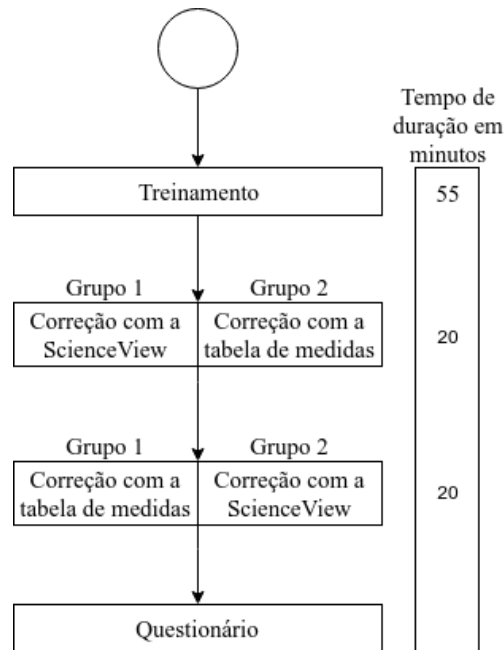 Tempo de
duração em
minutos
Treinamento
55
Grupo 1
Grupo 2
Correção com a
ScienceView
Correção com a
tabela de medidas
20
Grupo 1
Grupo 2
Correção com a
tabela de medidas
Correção com a
ScienceView
20
Questionário